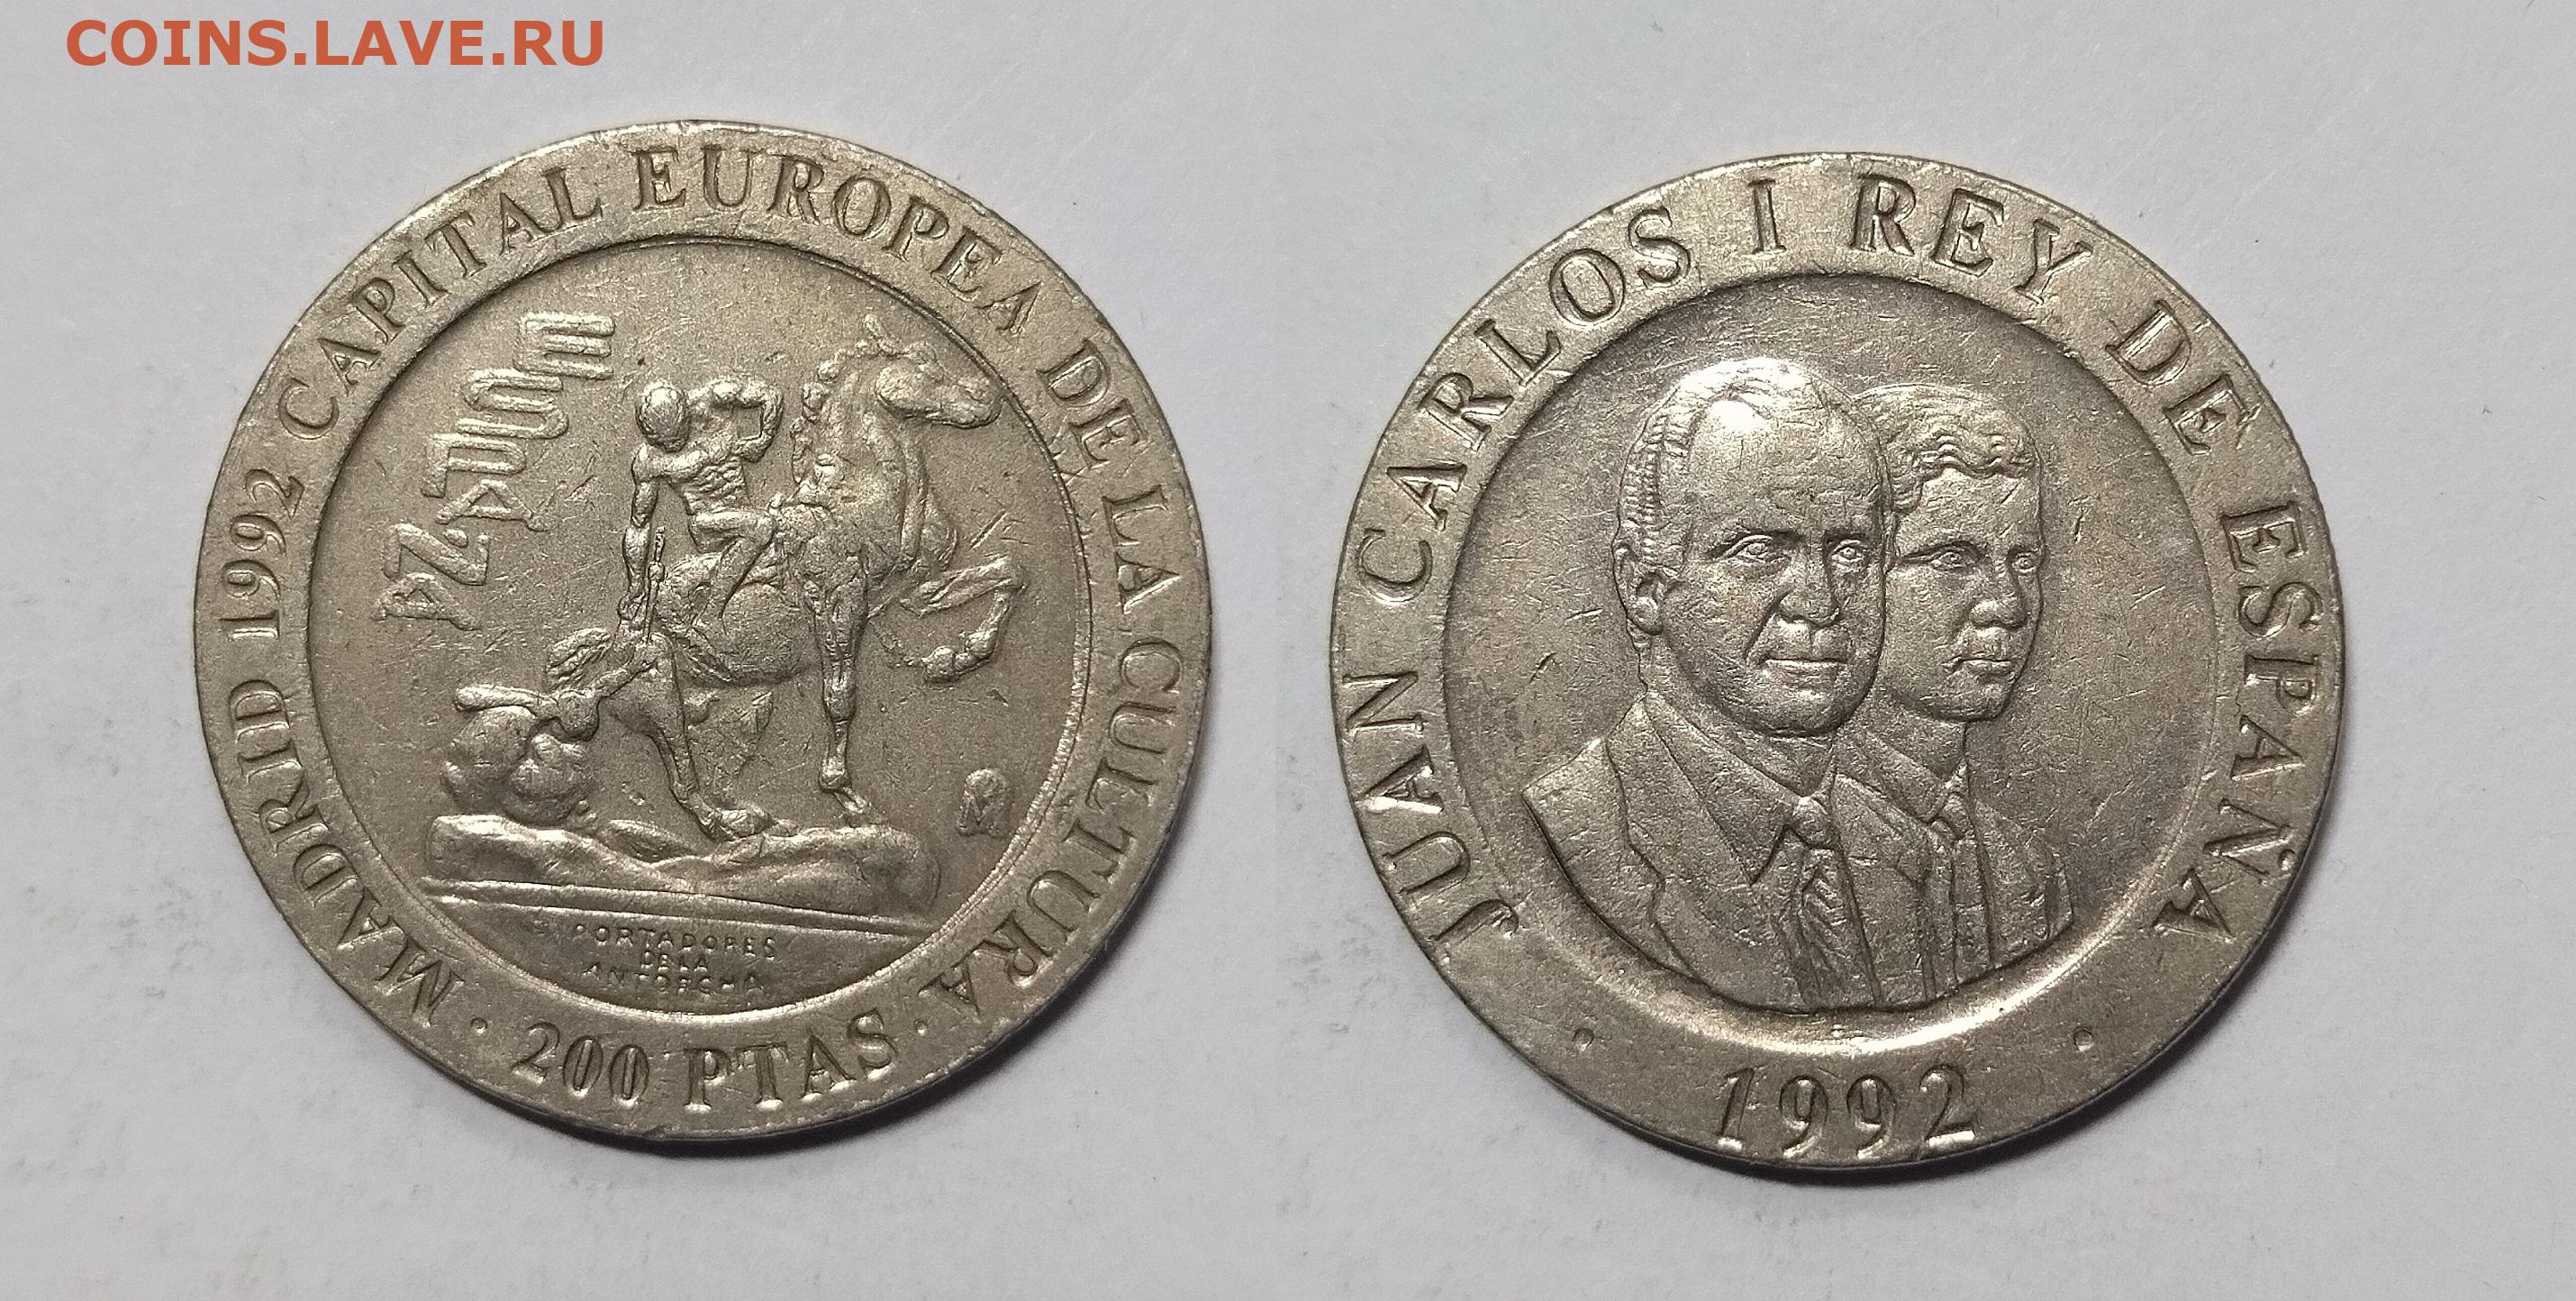 COINS.LAVE.RU
MADRID 1992 CAPITAL EUROPEA DE LA CULTURA
ESPAÑA
M
PORTADORES
DE LA
ANTORCHA
· 200 PTAS ·
JUAN CARLOS I REY DE ESPAÑA
· 1992 ·